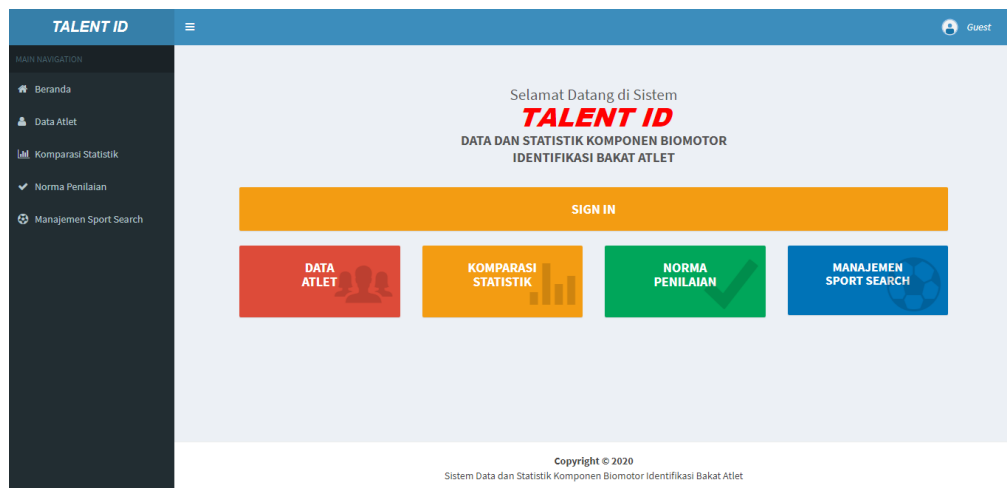 TALENT ID
Guest
MAIN NAVIGATION
Beranda
Data Atlet
Komparasi Statistik
Norma Penilaian
Manajemen Sport Search
Selamat Datang di Sistem
TALENT ID
DATA DAN STATISTIK KOMPONEN BIOMOTOR
IDENTIFIKASI BAKAT ATLET
SIGN IN
DATA
ATLET
KOMPARASI
STATISTIK
NORMA
PENILAIAN
MANAJEMEN
SPORT SEARCH
Copyright © 2020
Sistem Data dan Statistik Komponen Biomotor Identifikasi Bakat Atlet